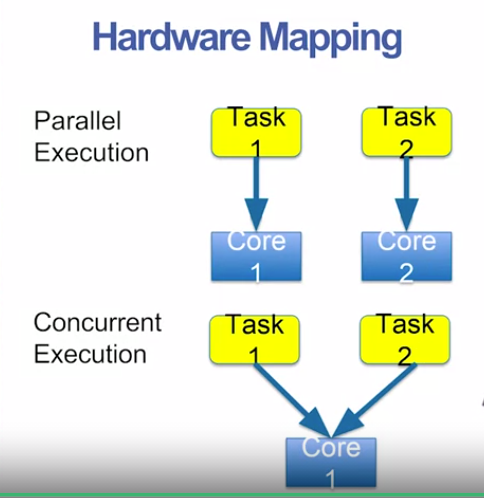 Hardware Mapping
Parallel
Execution
Task
1
Task
2
Core
1
Core
2
Concurrent
Execution
Task
1
Task
2
Core
1